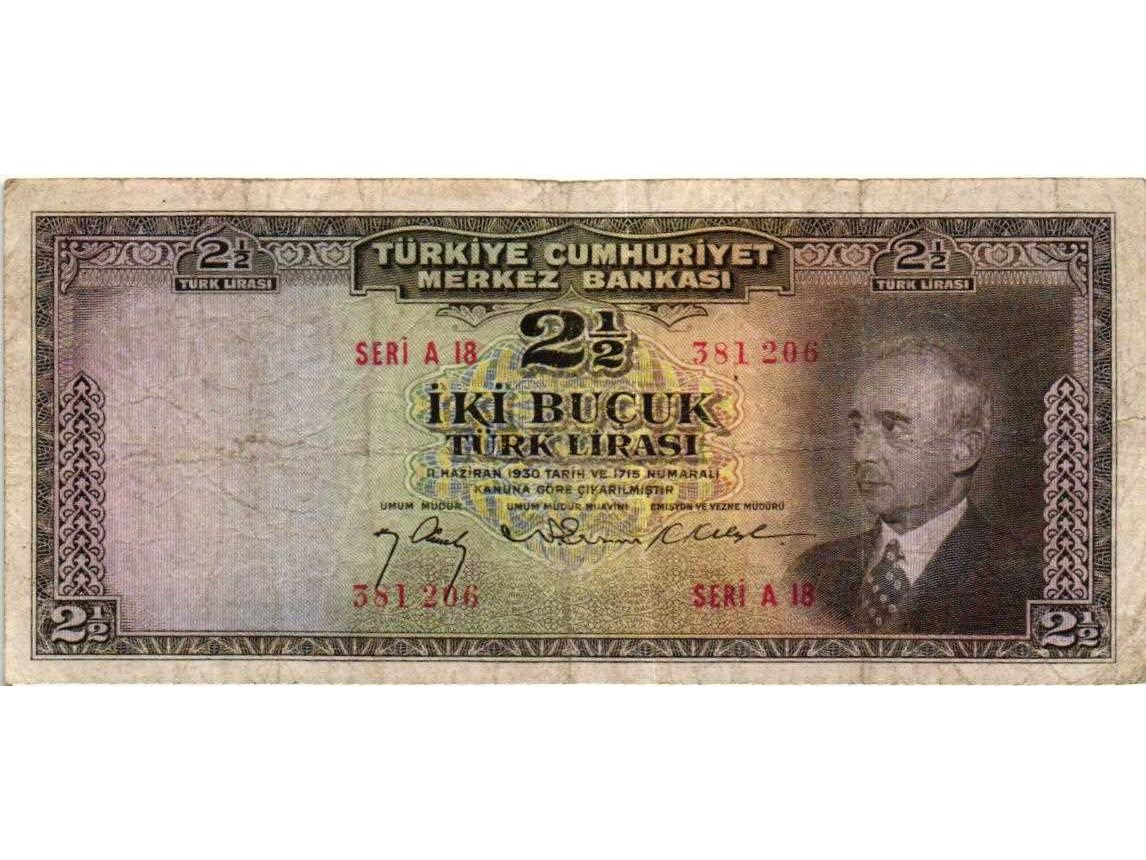 TÜRKİYE CUMHURİYET
MERKEZ BANKASI
2½ 2½
TÜRK LİRASI TÜRK LİRASI
2½
SERİ A 18 381 206
İKİ BUÇUK
TÜRK LİRASI
11 HAZİRAN 1930 TARİH VE 1715 NUMARALI
KANUNA GÖRE ÇIKARILMIŞTIR
UMUM MÜDÜR UMUM MÜDÜR MUAVİNİ EMİSYON VE VEZNE MÜDÜRÜ
381 206 SERİ A 18
2½ 2½